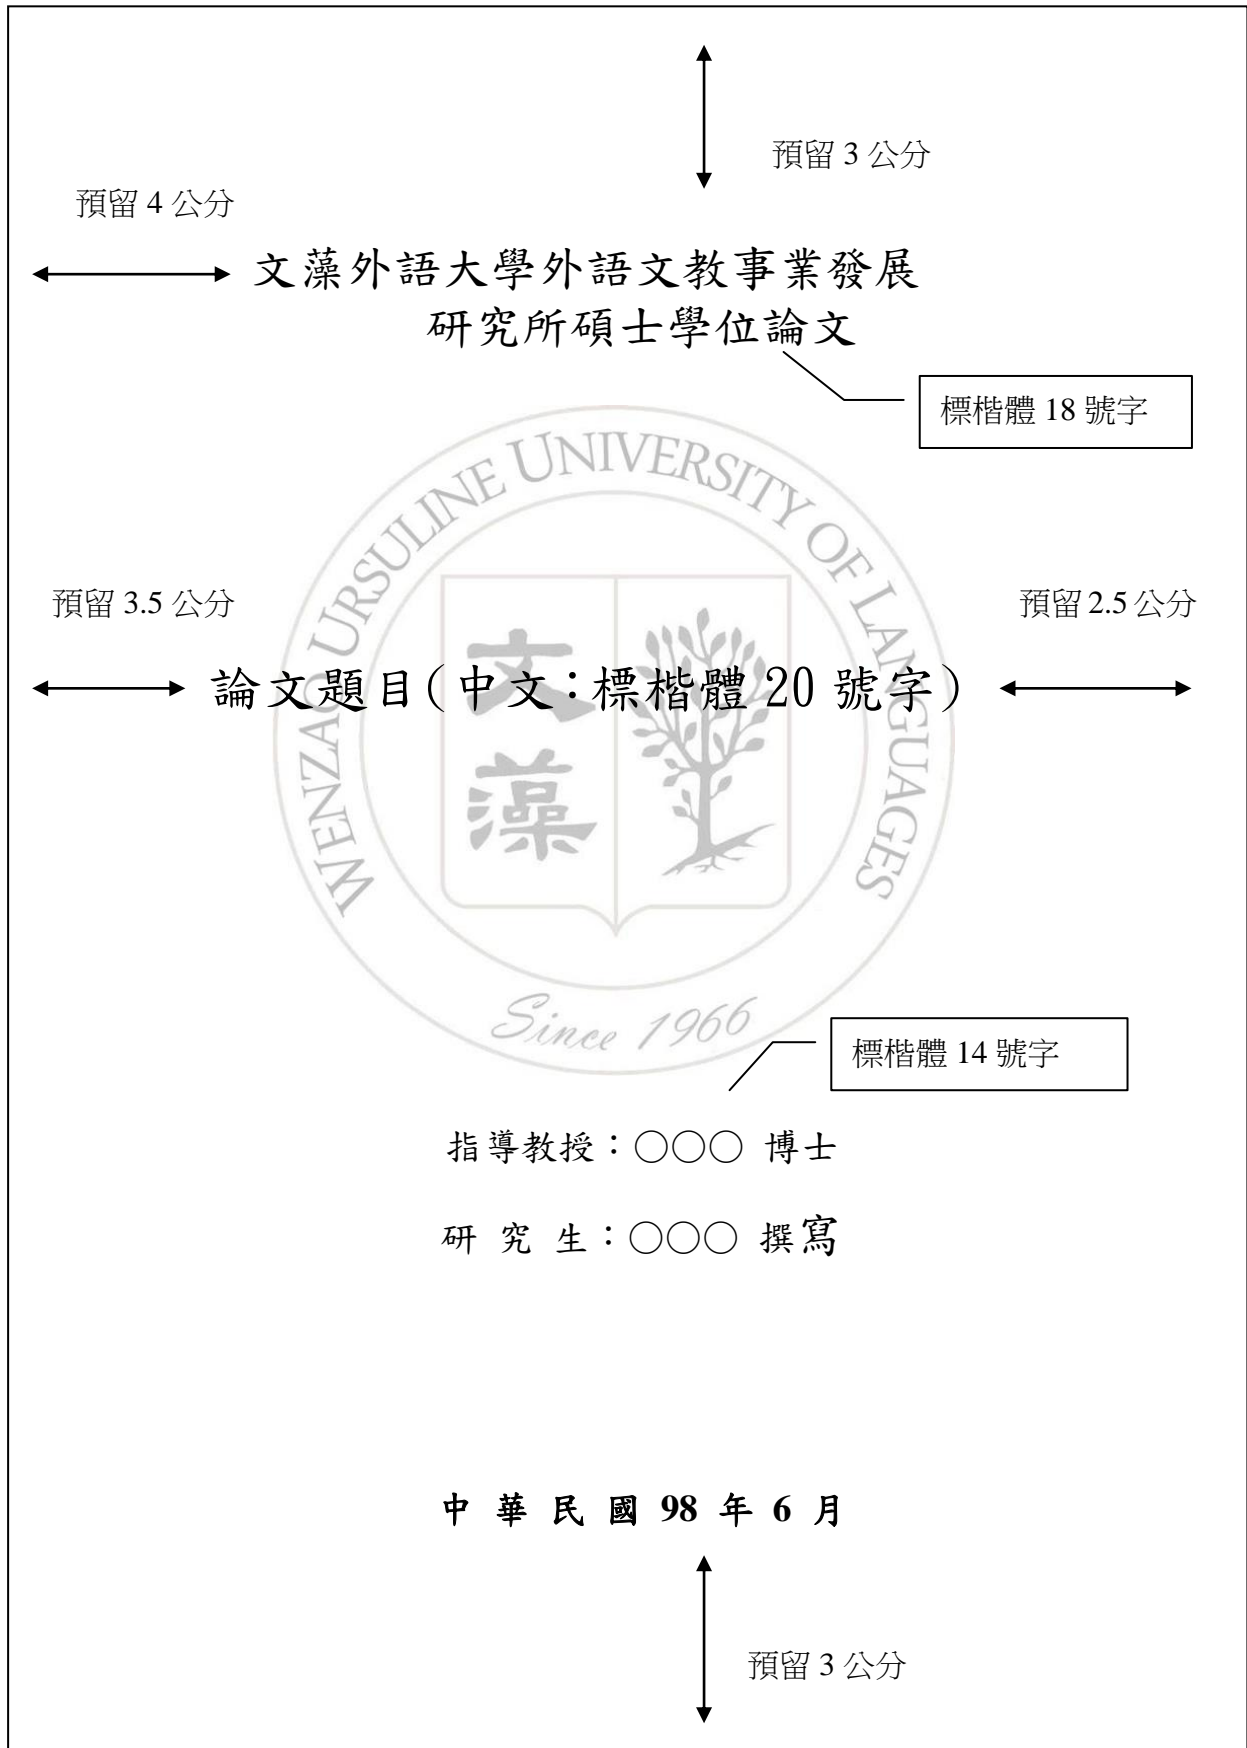 預留 3 公分
預留 4 公分
文藻外語大學外語文教事業發展
研究所碩士學位論文
標楷體 18 號字
WENZAO URSULINE UNIVERSITY OF LANGUAGES
預留 3.5 公分
預留 2.5 公分
文藻
論文題目(中文:標楷體 20 號字)
Since 1966
標楷體 14 號字
指導教授:○○○ 博士
研 究 生:○○○ 撰寫
中 華 民 國 98 年 6 月
預留 3 公分